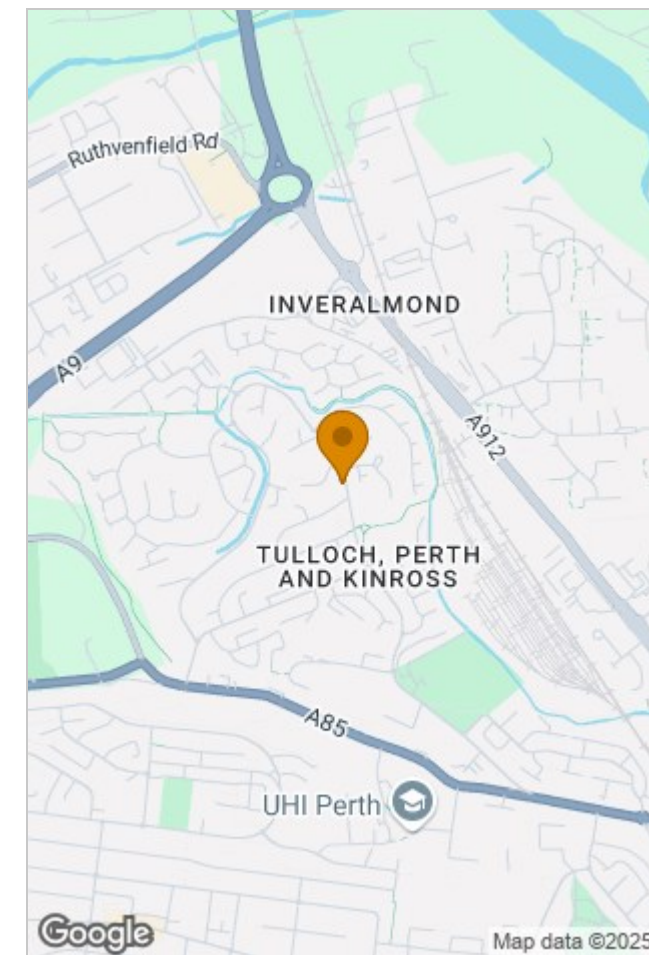 Ruthvenfield Rd
INVERALMOND
A9
A912
TULLOCH, PERTH
AND KINROSS
A85
UHI Perth
Google
Map data ©2025